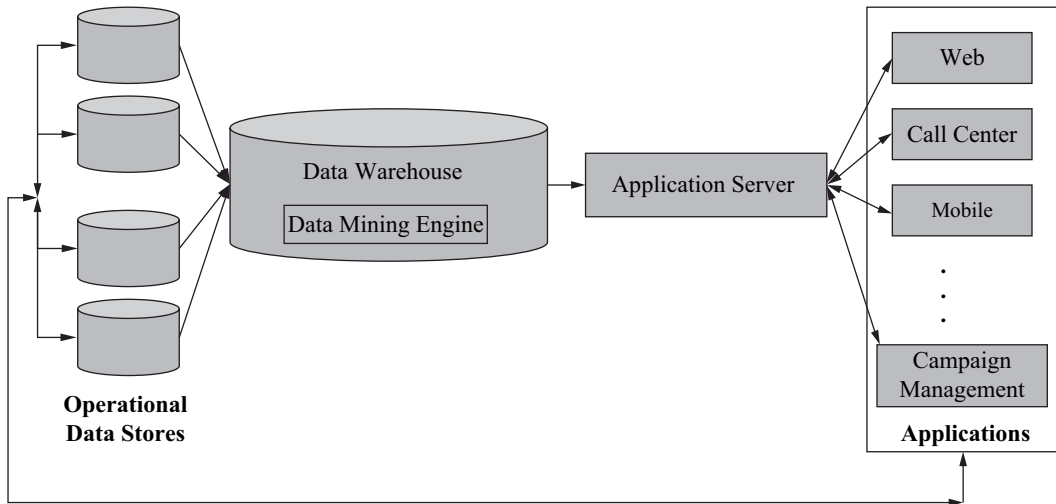 Data Warehouse
Data Mining Engine
Operational
Data Stores
Application Server
Web
Call Center
Mobile
Campaign
Management
Applications